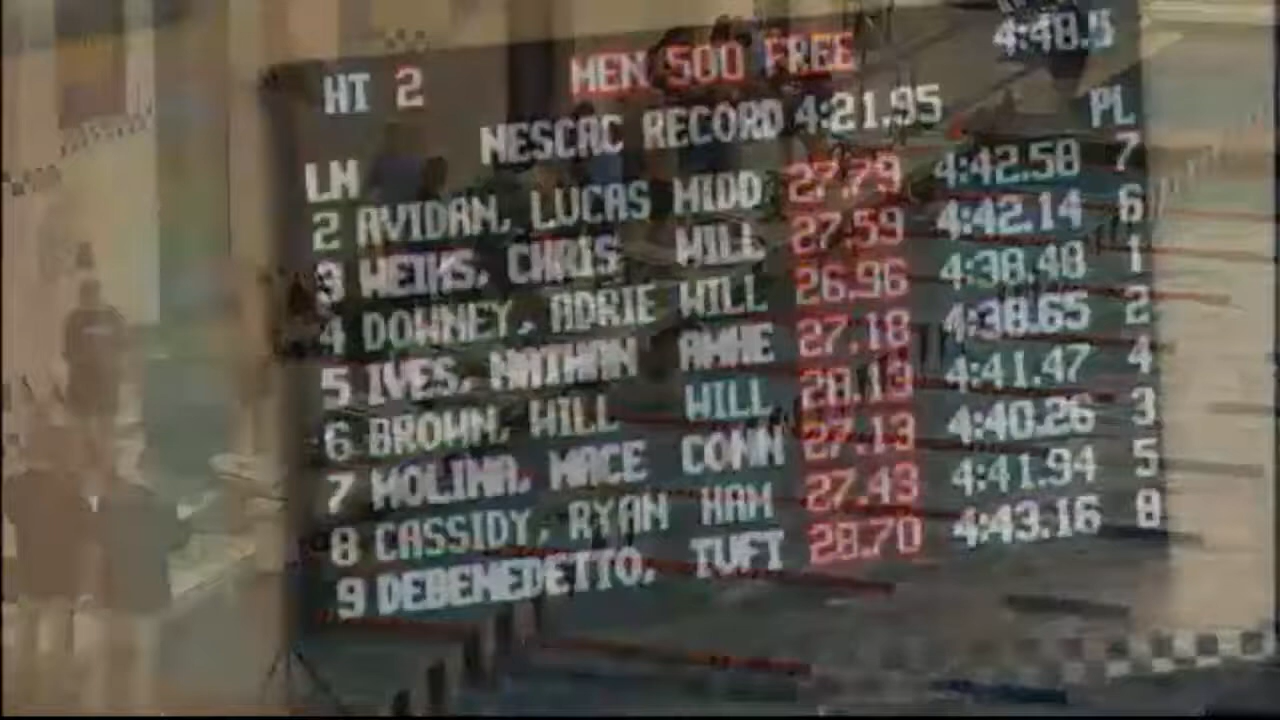 4:48.5
HT 2 MEN 500 FREE
NESCAC RECORD 4:21.95
LN PL
2 AVIDAN, LUCAS MIDD 27.79 4:42.58 7
3 WEIHS, CHRIS WILL 27.59 4:42.14 6
4 DOWNEY, ADRIE WILL 26.96 4:38.48 1
5 IVES, NATHAN AMHE 27.18 4:38.65 2
6 BROWN, WILL WILL 28.13 4:41.47 4
7 MOLINA, MACE CONN 27.13 4:40.26 3
8 CASSIDY, RYAN HAM 27.43 4:41.94 5
9 DEBENEDETTO, TUFT 28.70 4:43.16 8